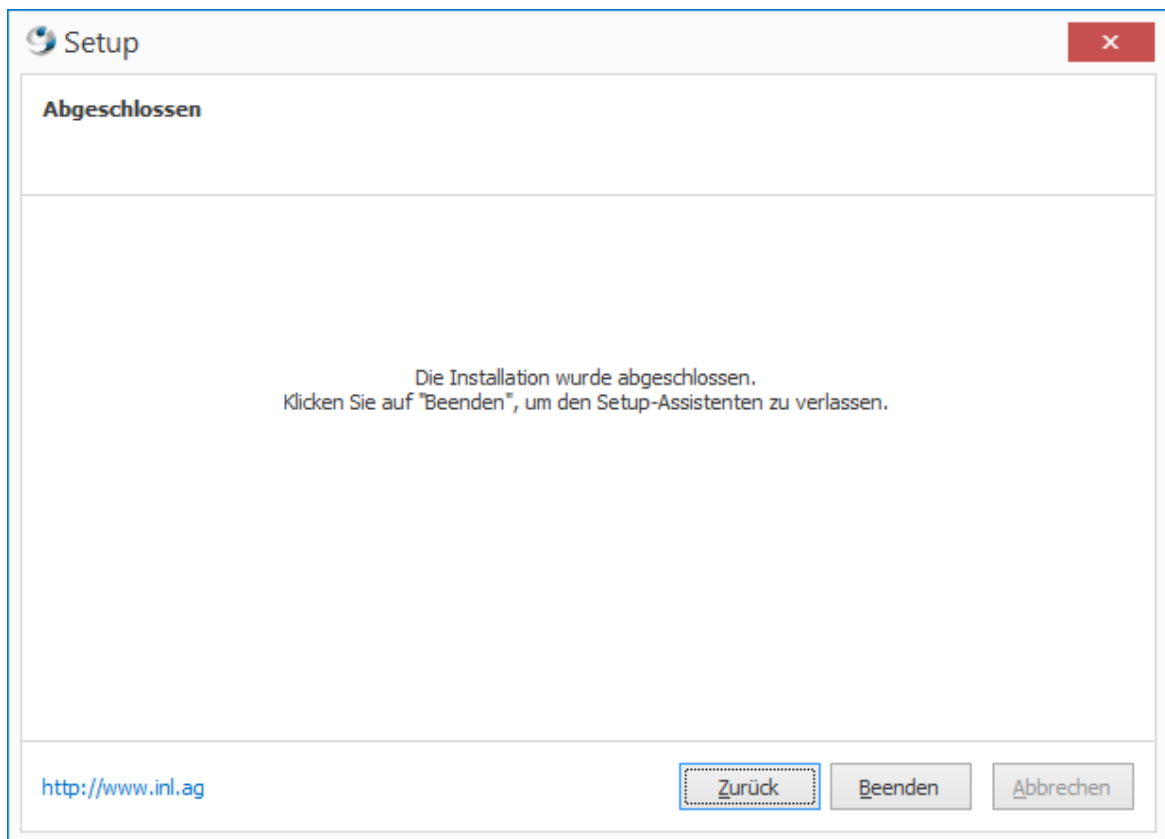 Setup
Abgeschlossen
Die Installation wurde abgeschlossen.
Klicken Sie auf "Beenden", um den Setup-Assistenten zu verlassen.
http://www.inl.ag
Zurück
Beenden
Abbrechen